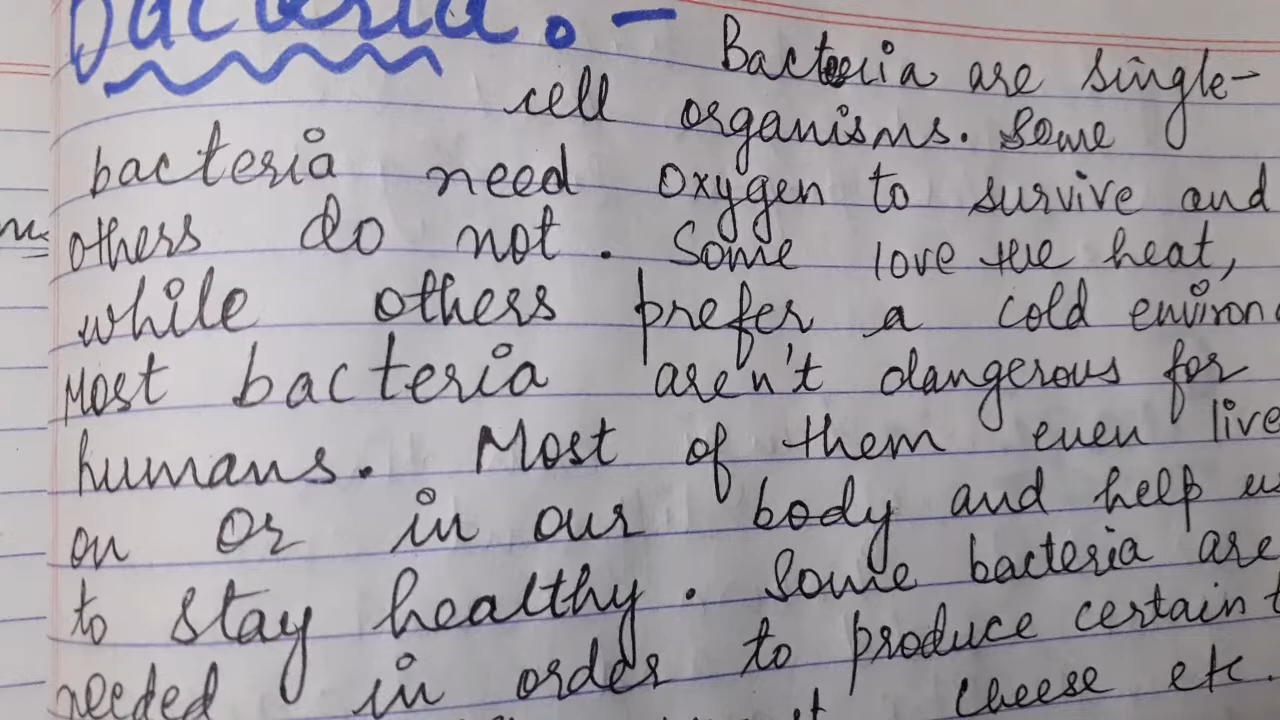 bacteria. -
Bacteria are single-
cell organisms. Some
bacteria need oxygen to survive and
others do not. Some love the heat,
while others prefer a cold environ
Most bacteria aren't dangerous for
humans. Most of them even live
on or in our body and help us
to stay healthy. Some bacteria are
needed in order to produce certain
cheese etc.